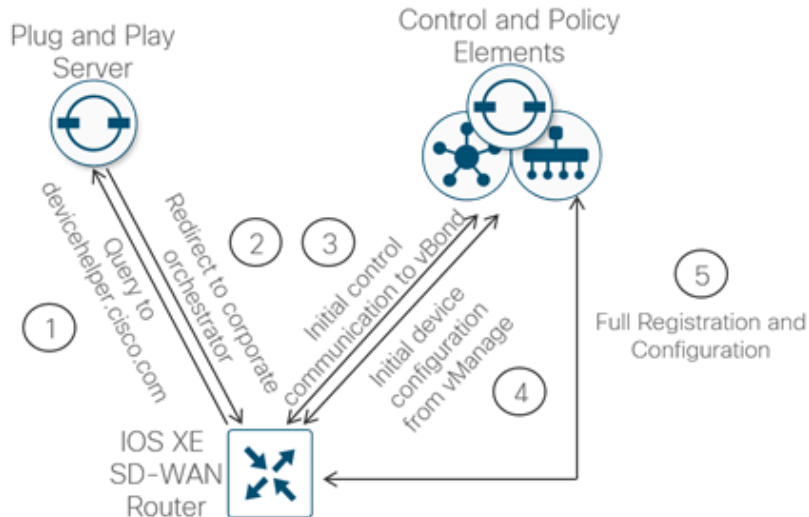 Plug and Play
Server
Control and Policy
Elements
1
Query to
devicehelper.cisco.com
Redirect to corporate
orchestrator
2
3
Initial control
communication to vBond
Initial device
configuration
from vManage
4
5
Full Registration and
Configuration
IOS XE
SD-WAN
Router